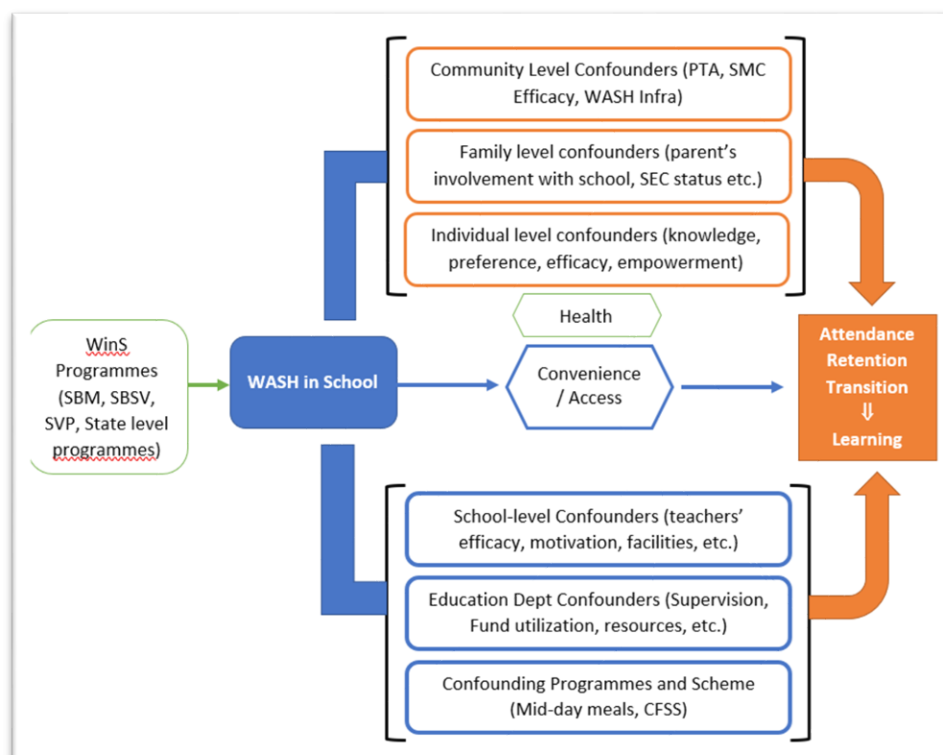 Community Level Confounders (PTA, SMC
Efficacy, WASH Infra)
Family level confounders (parent's
involvement with school, SEC status etc.)
Individual level confounders (knowledge,
preference, efficacy, empowerment)
WinS
Programmes
(SBM, SBSV,
SVP, State level
programmes)
WASH in School
Health
Convenience
/ Access
Attendance
Retention
Transition
⇓
Learning
School-level Confounders (teachers'
efficacy, motivation, facilities, etc.)
Education Dept Confounders (Supervision,
Fund utilization, resources, etc.)
Confounding Programmes and Scheme
(Mid-day meals, CFSS)